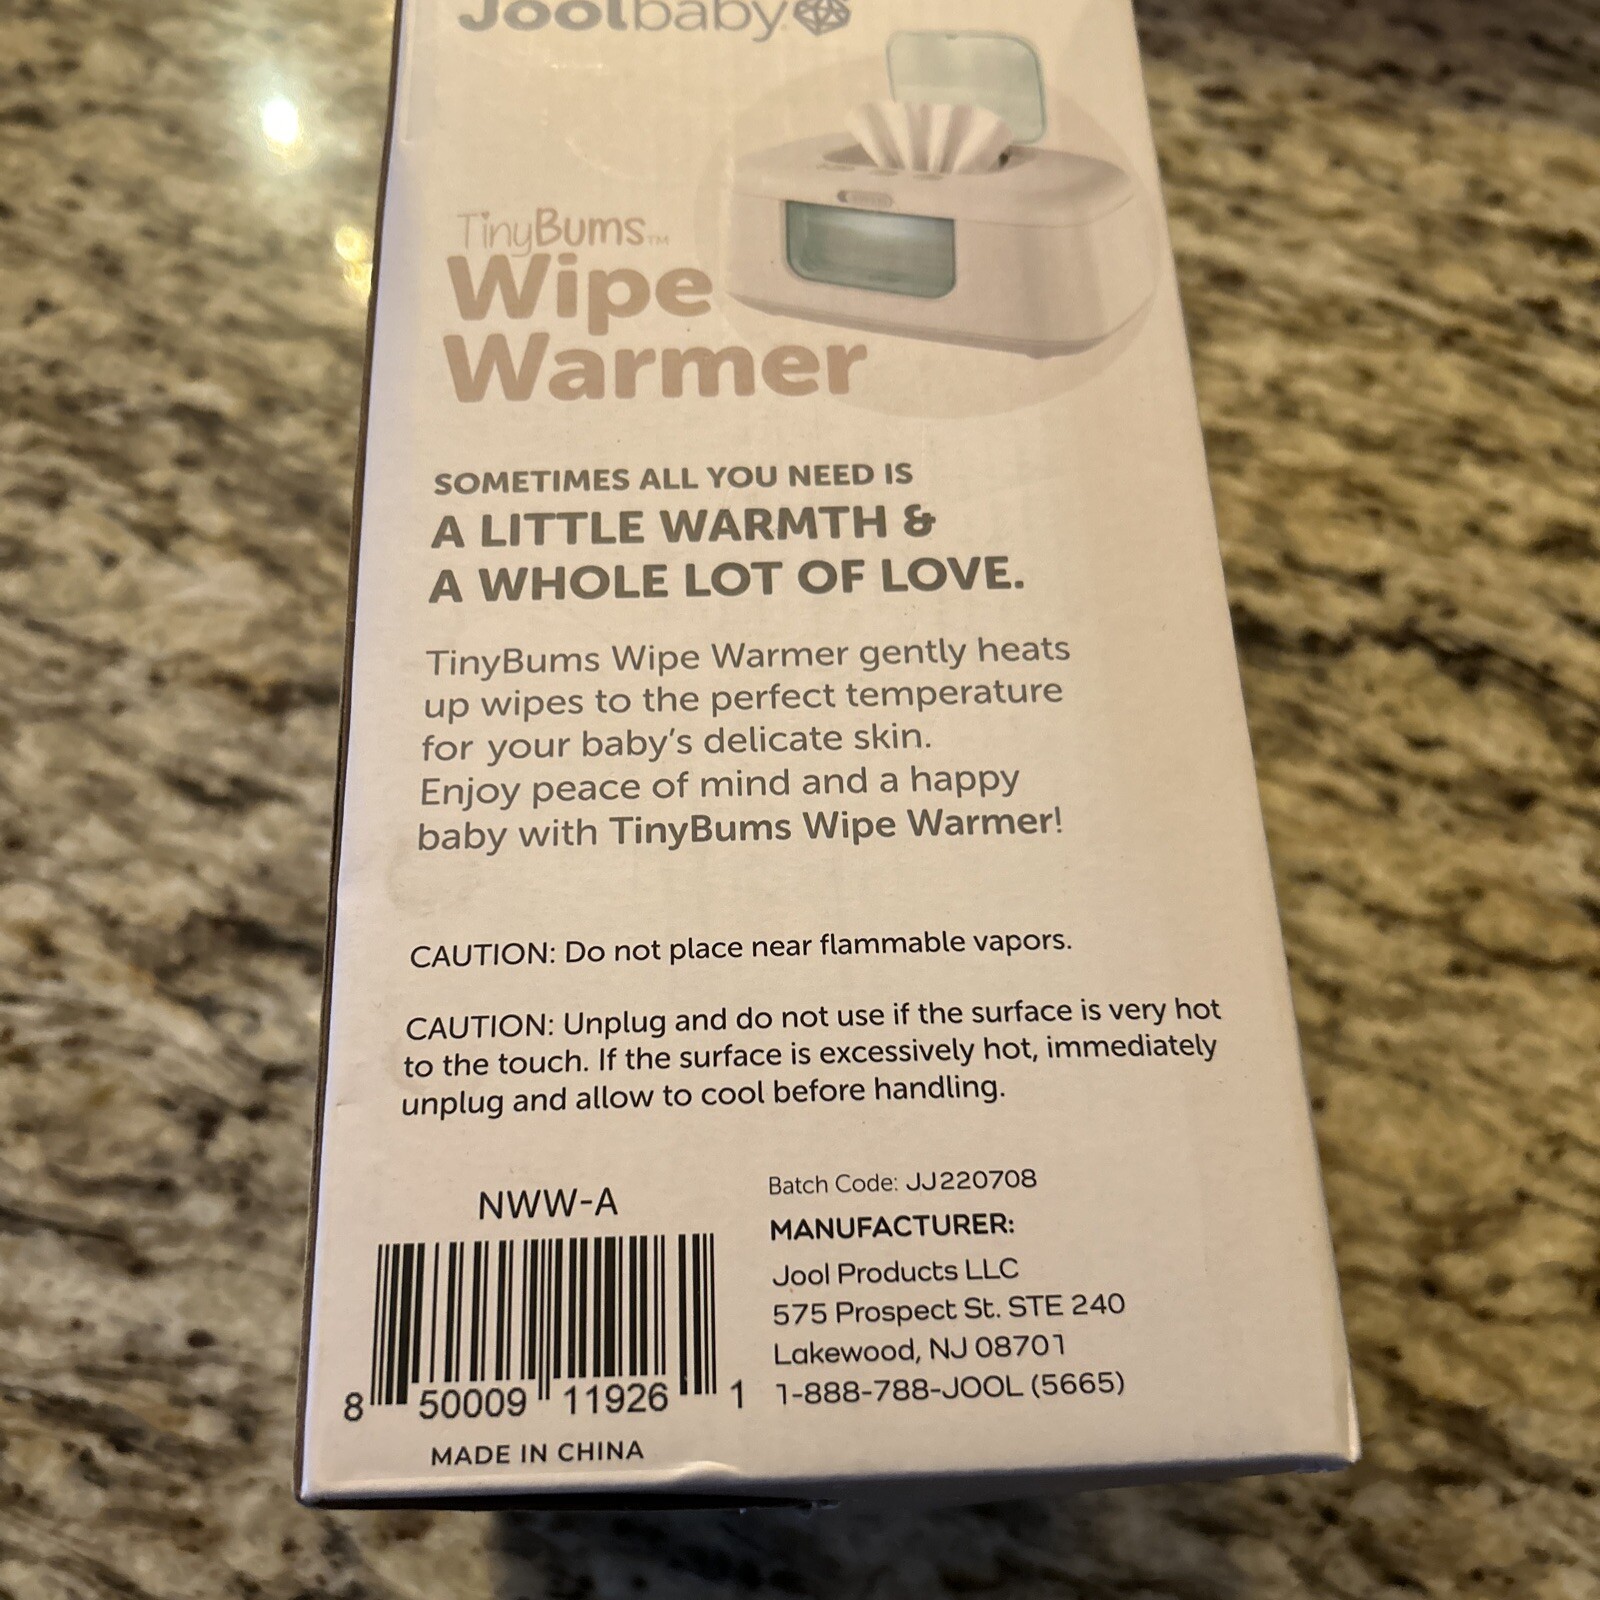 Joolbaby
TinyBums™
Wipe
Warmer
SOMETIMES ALL YOU NEED IS
A LITTLE WARMTH &
A WHOLE LOT OF LOVE.
TinyBums Wipe Warmer gently heats
up wipes to the perfect temperature
for your baby's delicate skin.
Enjoy peace of mind and a happy
baby with TinyBums Wipe Warmer!
CAUTION: Do not place near flammable vapors.
CAUTION: Unplug and do not use if the surface is very hot
to the touch. If the surface is excessively hot, immediately
unplug and allow to cool before handling.
NWW-A
8 50009 11926 1
MADE IN CHINA
Batch Code: JJ220708
MANUFACTURER:
Jool Products LLC
575 Prospect St. STE 240
Lakewood, NJ 08701
1-888-788-JOOL (5665)